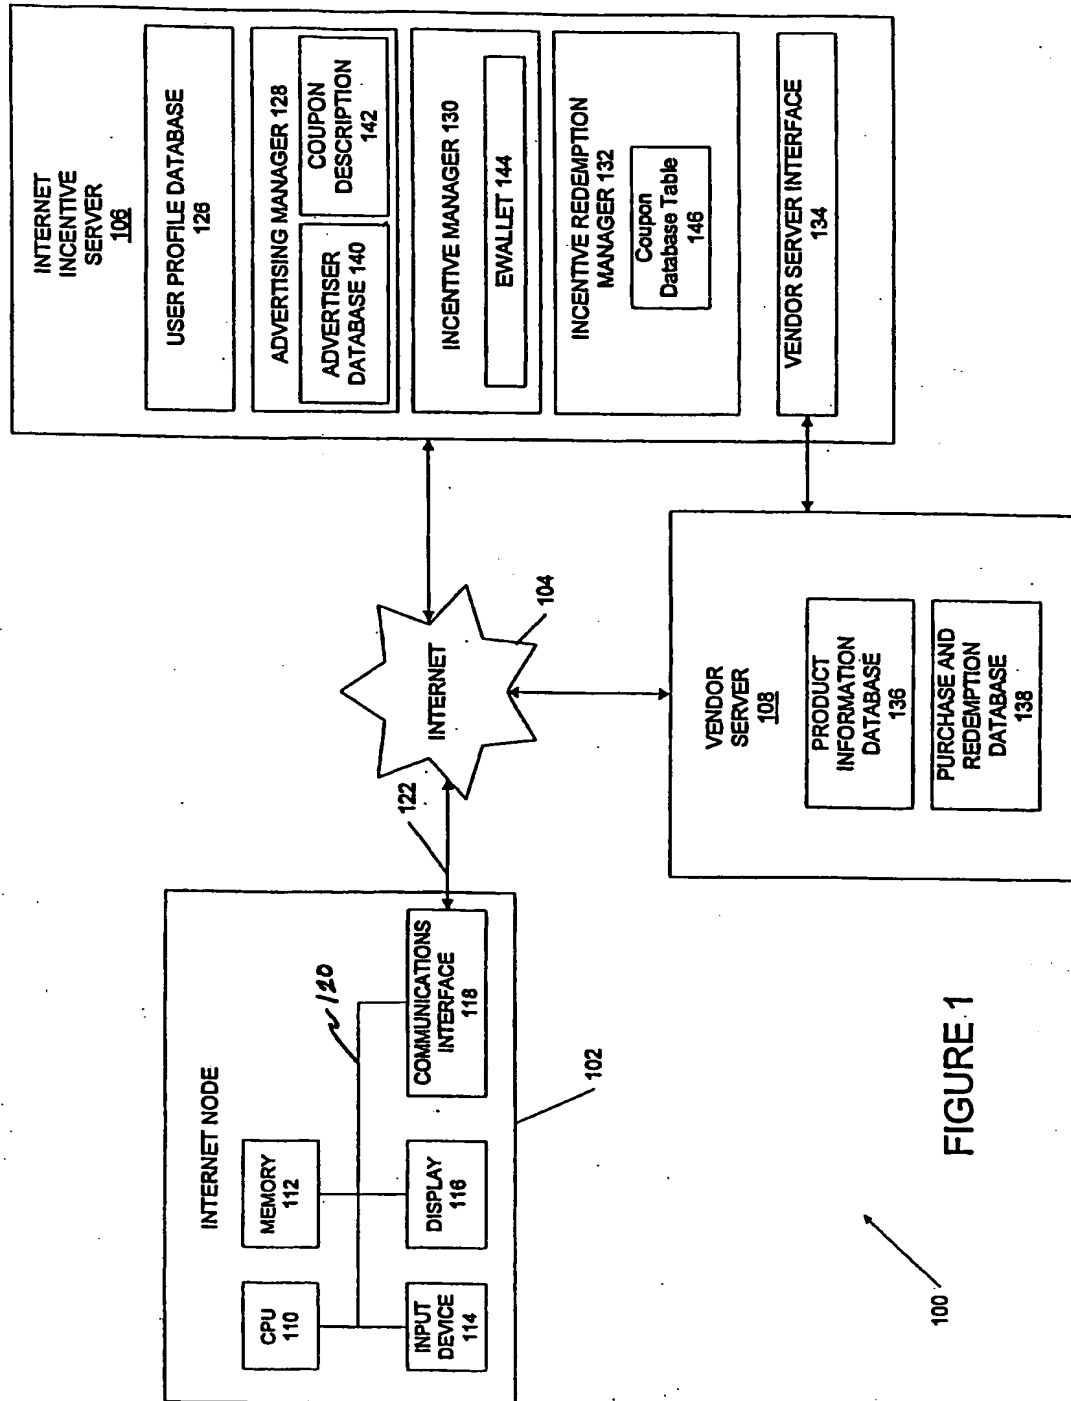 INTERNET NODE
CPU
110
MEMORY
112
INPUT
DEVICE
114
DISPLAY
116
COMMUNICATIONS
INTERFACE
118
120
102
122
INTERNET
104
VENDOR
SERVER
108
PRODUCT
INFORMATION
DATABASE
136
PURCHASE AND
REDEMPTION
DATABASE
138
INTERNET
INCENTIVE
SERVER
106
USER PROFILE DATABASE
126
ADVERTISING MANAGER 128
ADVERTISER
DATABASE 140
COUPON
DESCRIPTION
142
INCENTIVE MANAGER 130
EWALLET 144
INCENTIVE REDEMPTION
MANAGER 132
Coupon
Database Table
146
VENDOR SERVER INTERFACE
134
100
FIGURE 1